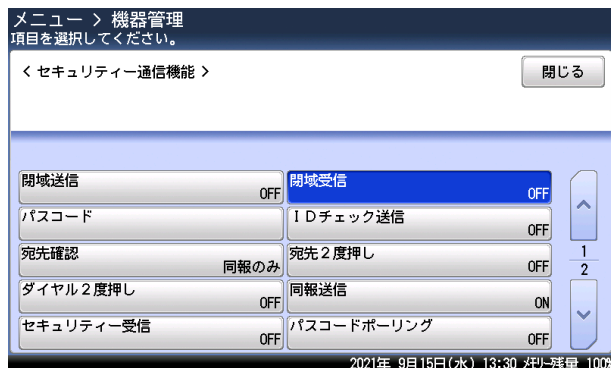 メニュー > 機器管理
項目を選択してください。
< セキュリティー通信機能 >
閉じる
閉域送信
OFF
閉域受信
OFF
パスコード
IDチェック送信
OFF
宛先確認
同報のみ
宛先2度押し
OFF
1
2
ダイヤル2度押し
OFF
同報送信
ON
セキュリティー受信
OFF
パスコードポーリング
OFF
2021年 9月15日(水) 13:30 メモリー残量 100%